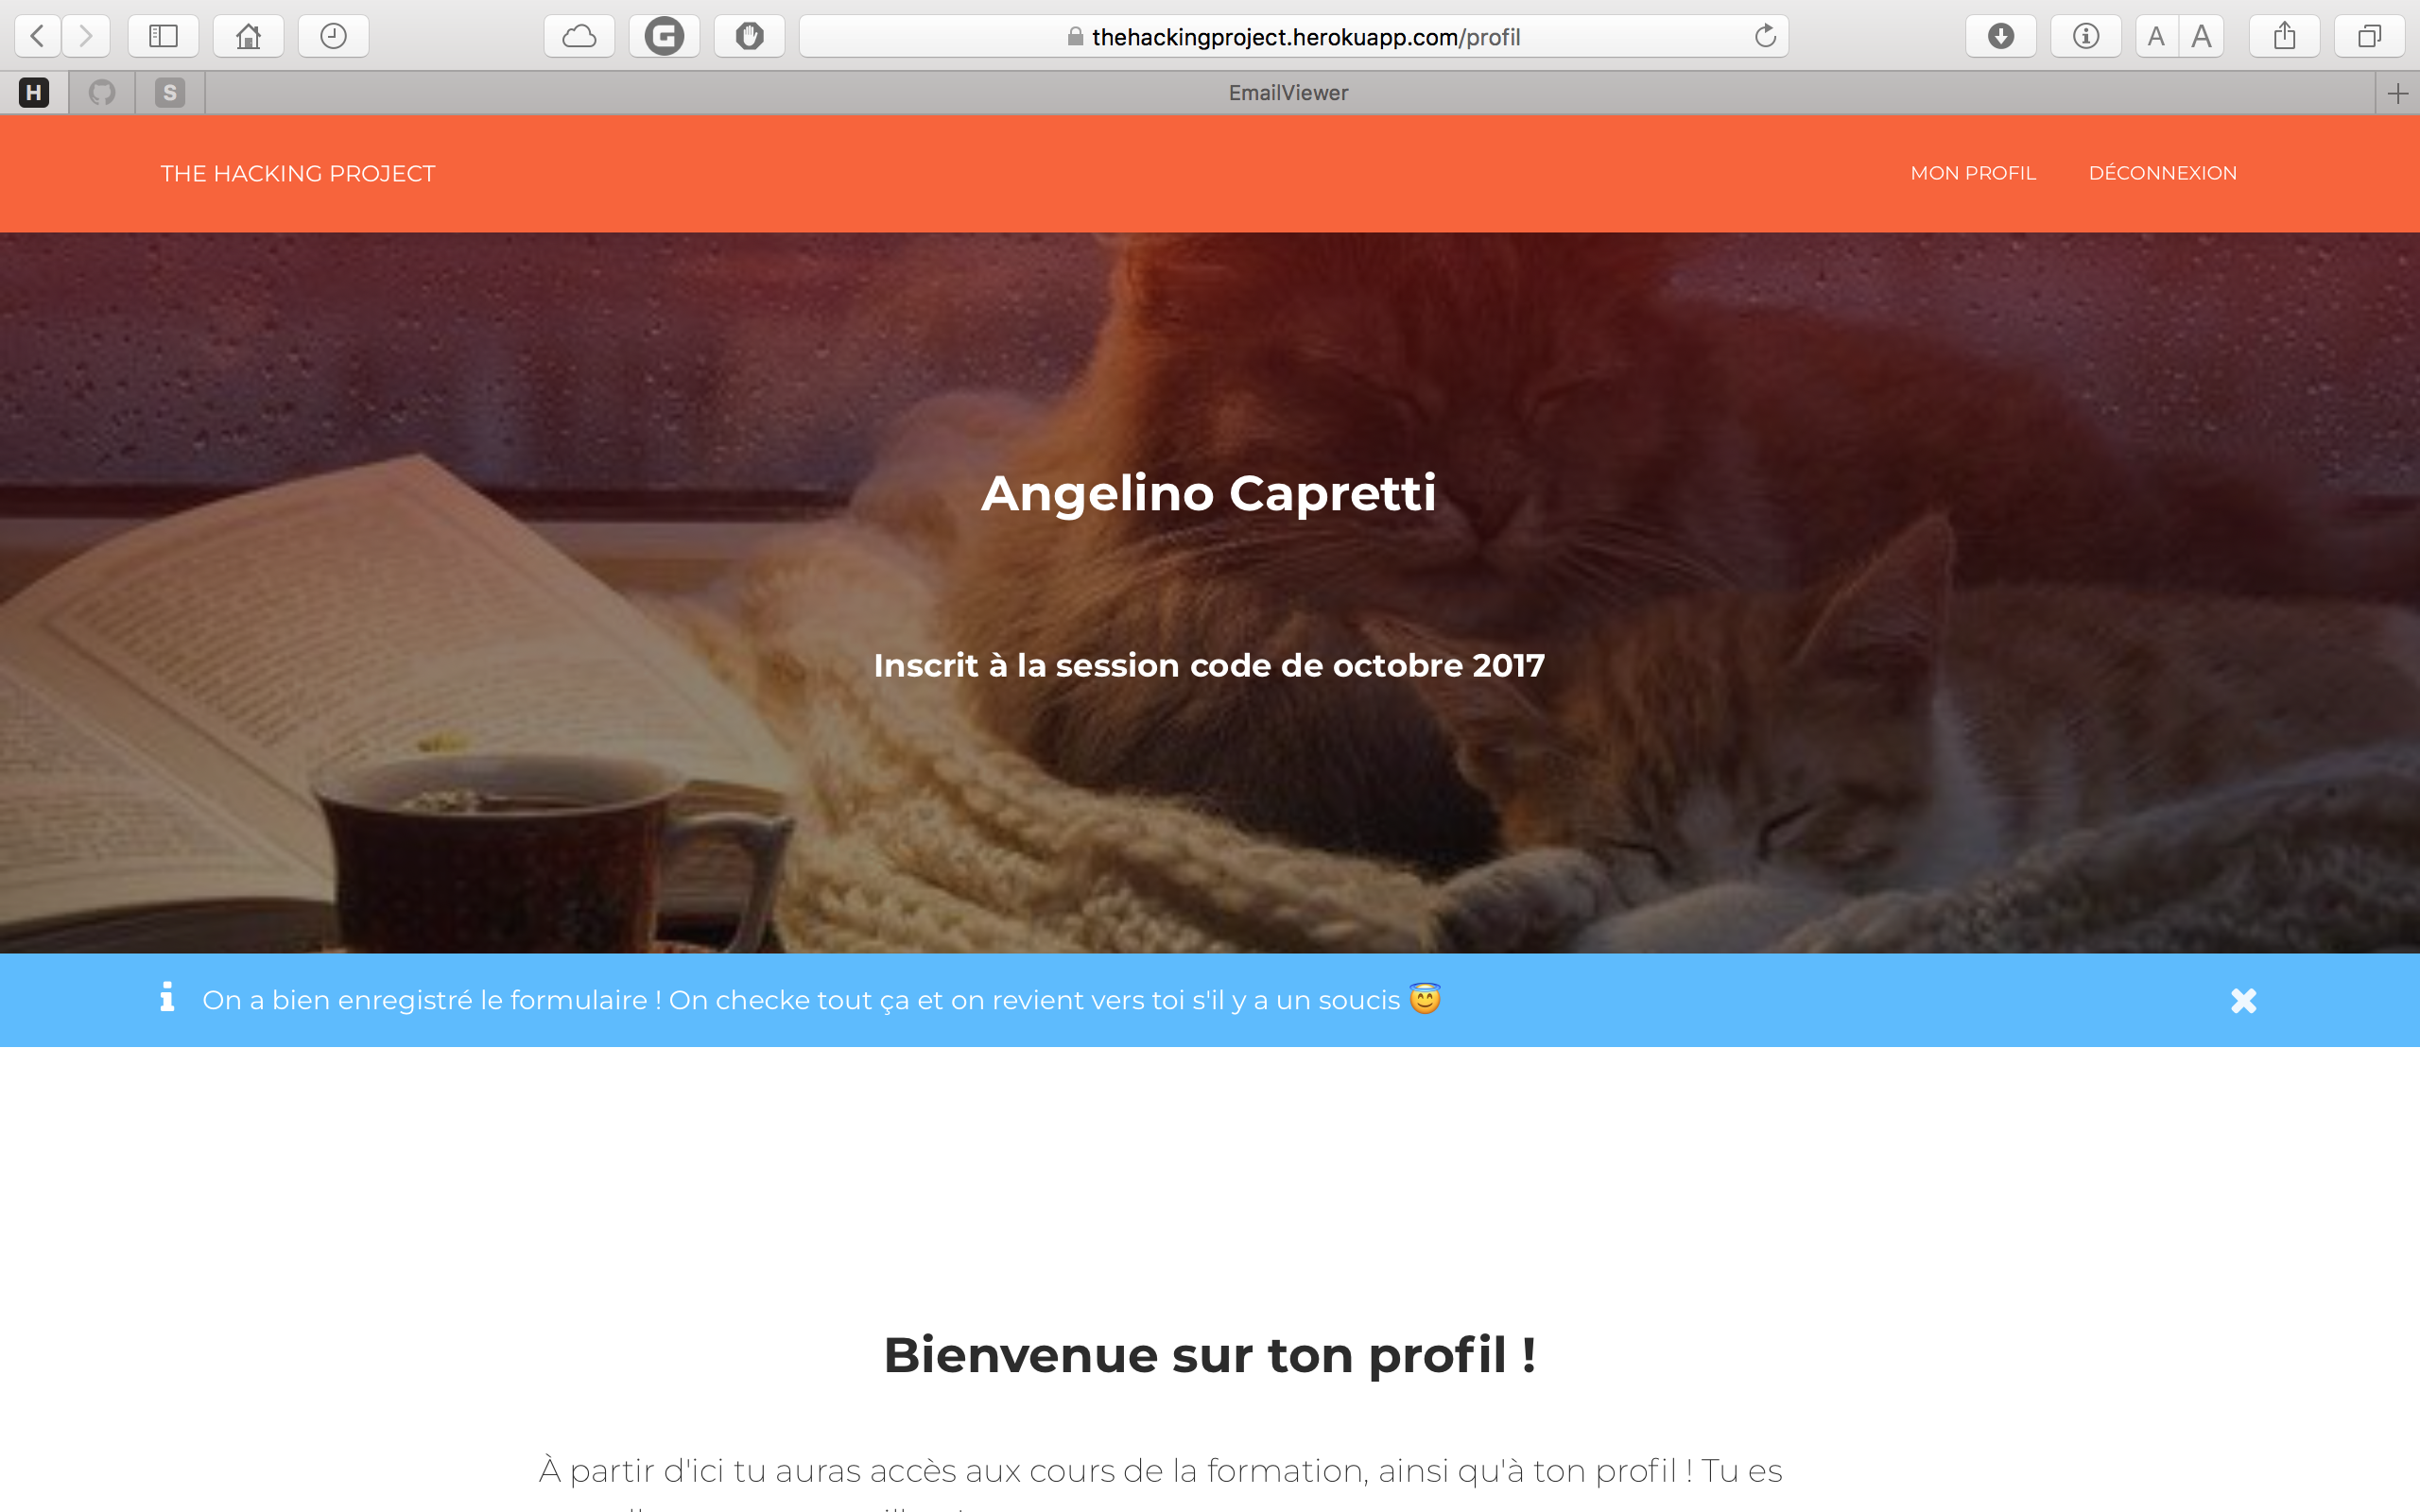 thehackingproject.herokuapp.com/profil
A A
H
S
EmailViewer
THE HACKING PROJECT
MON PROFIL
DÉCONNEXION
Angelino Capretti
Inscrit à la session code de octobre 2017
On a bien enregistré le formulaire ! On checke tout ça et on revient vers toi s'il y a un soucis 😇
Bienvenue sur ton profil !
À partir d'ici tu auras accès aux cours de la formation, ainsi qu'à ton profil ! Tu es